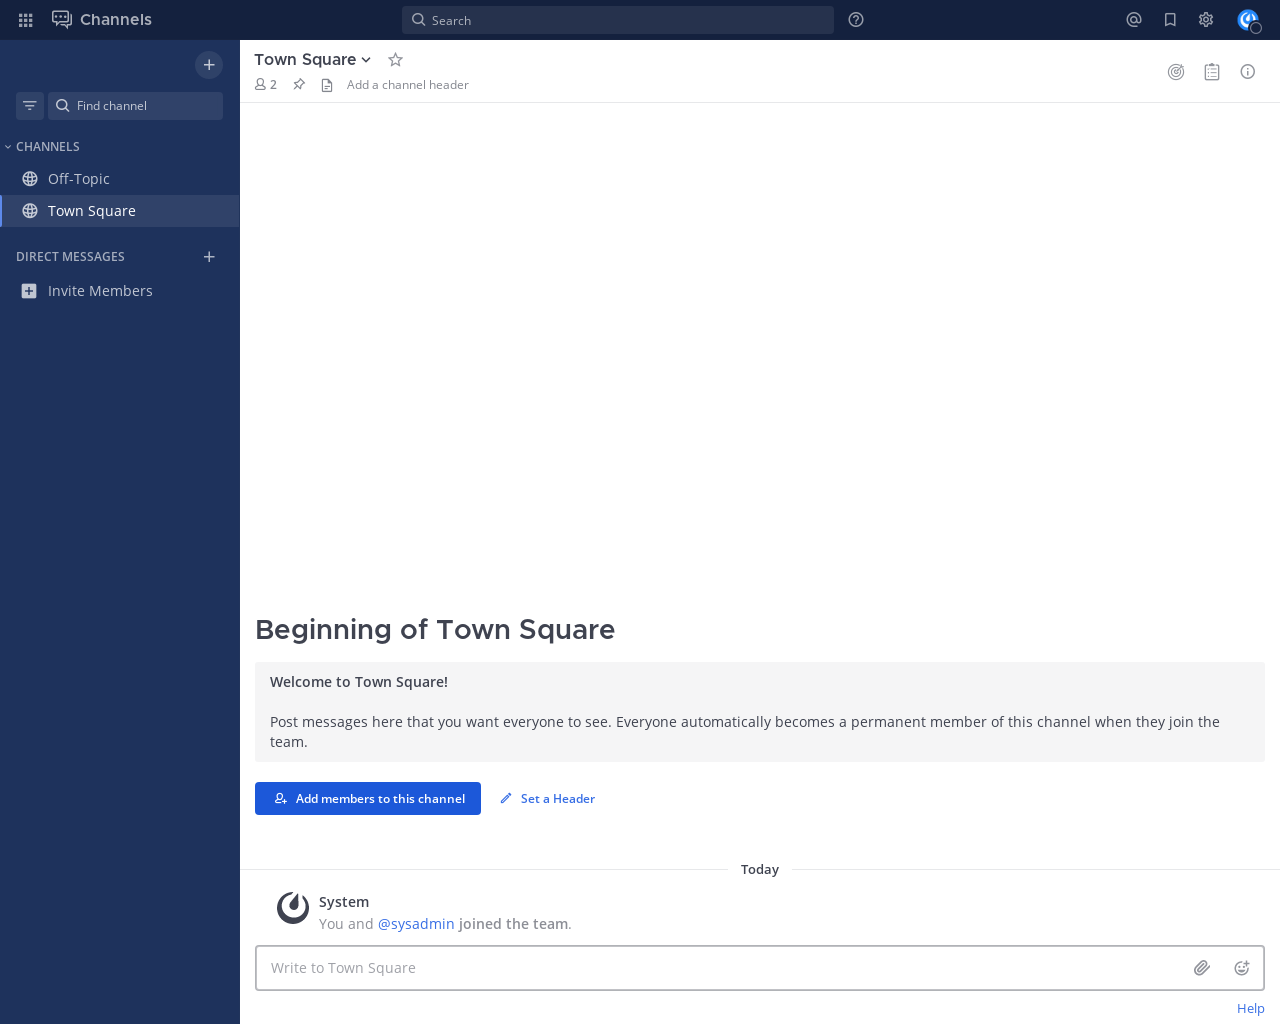 Channels
Search
Find channel
CHANNELS
Off-Topic
Town Square
DIRECT MESSAGES
Invite Members
Town Square
2
Add a channel header
Beginning of Town Square
Welcome to Town Square!
Post messages here that you want everyone to see. Everyone automatically becomes a permanent member of this channel when they join the
team.
Add members to this channel
Set a Header
Today
System
You and @sysadmin joined the team.
Write to Town Square
Help